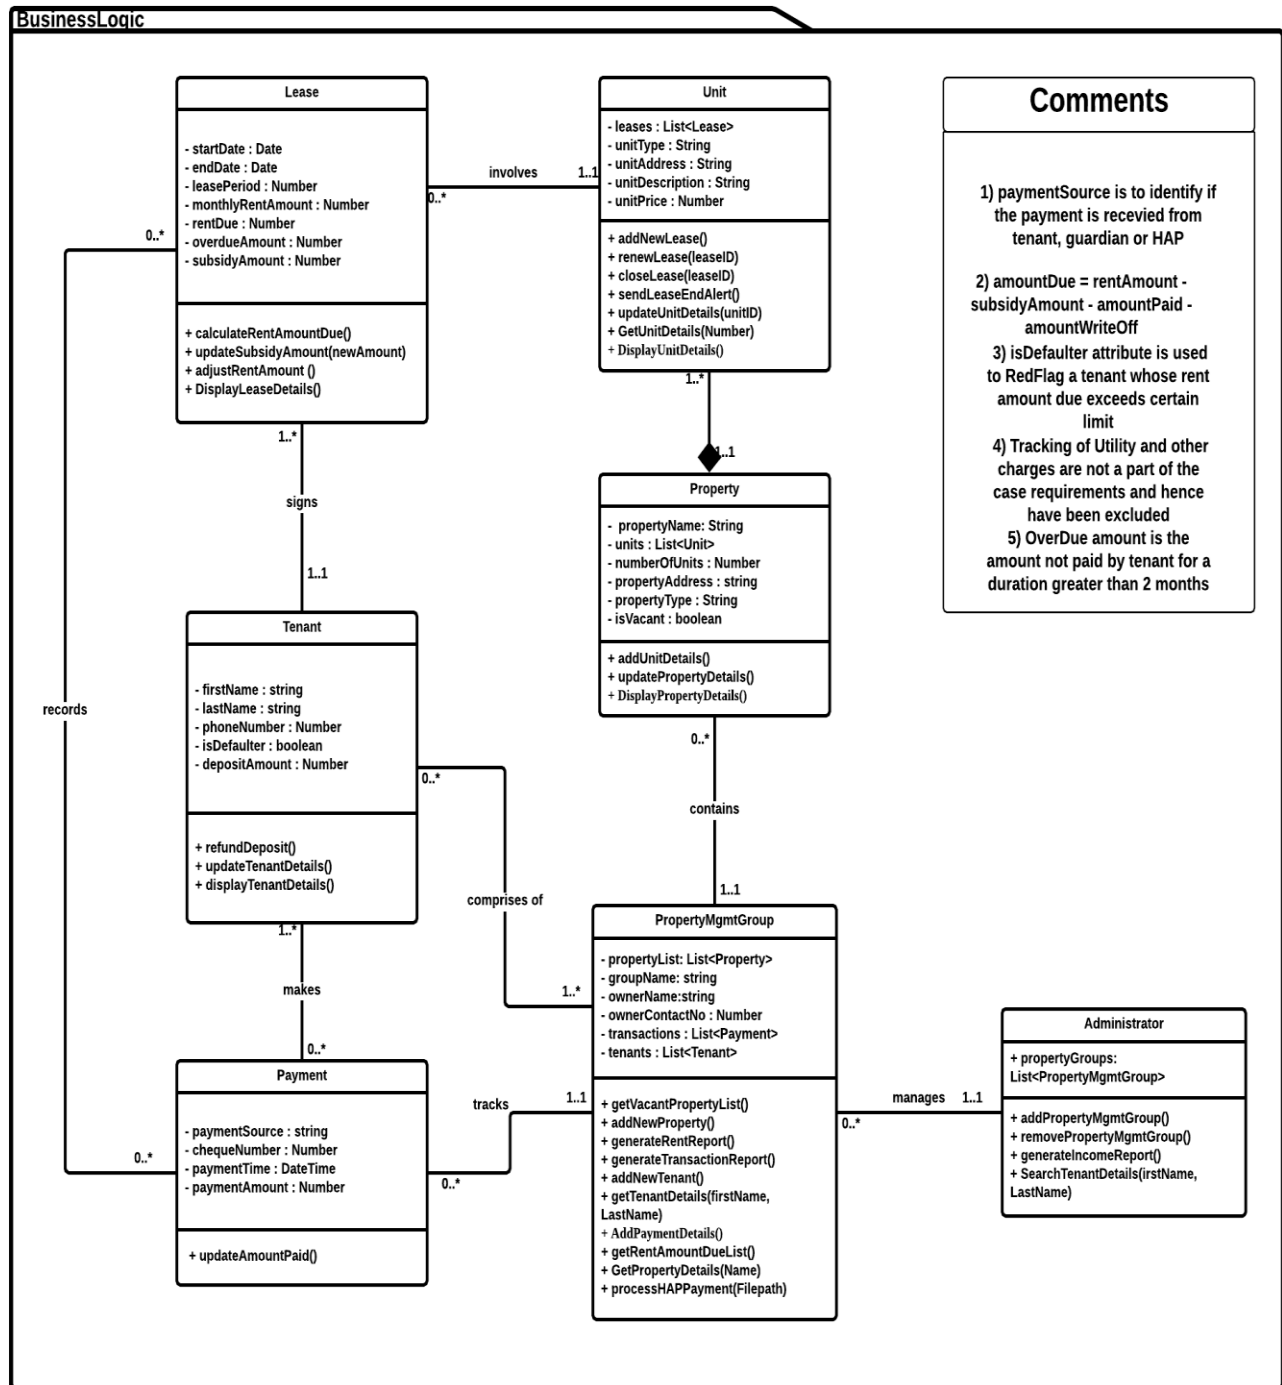 BusinessLogic
Lease
- startDate : Date
- endDate : Date
- leasePeriod : Number
- monthlyRentAmount : Number
- rentDue : Number
- overdueAmount : Number
- subsidyAmount : Number
+ calculateRentAmountDue()
+ updateSubsidyAmount(newAmount)
+ adjustRentAmount ()
+ DisplayLeaseDetails()
involves
0..*
1..1
Unit
- leases : List<Lease>
- unitType : String
- unitAddress : String
- unitDescription : String
- unitPrice : Number
+ addNewLease()
+ renewLease(leaseID)
+ closeLease(leaseID)
+ sendLeaseEndAlert()
+ updateUnitDetails(unitID)
+ GetUnitDetails(Number)
+ DisplayUnitDetails()
Comments
1) paymentSource is to identify if
the payment is recevied from
tenant, guardian or HAP
2) amountDue = rentAmount -
subsidyAmount - amountPaid -
amountWriteOff
3) isDefaulter attribute is used
to RedFlag a tenant whose rent
amount due exceeds certain
limit
4) Tracking of Utility and other
charges are not a part of the
case requirements and hence
have been excluded
5) OverDue amount is the
amount not paid by tenant for a
duration greater than 2 months
0..*
records
0..*
1..*
signs
1..1
1..*
1..1
Property
- propertyName: String
- units : List<Unit>
- numberOfUnits : Number
- propertyAddress : string
- propertyType : String
- isVacant : boolean
+ addUnitDetails()
+ updatePropertyDetails()
+ DisplayPropertyDetails()
Tenant
- firstName : string
- lastName : string
- phoneNumber : Number
- isDefaulter : boolean
- depositAmount : Number
+ refundDeposit()
+ updateTenantDetails()
+ displayTenantDetails()
0..*
comprises of
1..*
0..*
contains
1..1
1..*
makes
0..*
PropertyMgmtGroup
- propertyList: List<Property>
- groupName: string
- ownerName:string
- ownerContactNo : Number
- transactions : List<Payment>
- tenants : List<Tenant>
+ getVacantPropertyList()
+ addNewProperty()
+ generateRentReport()
+ generateTransactionReport()
+ addNewTenant()
+ getTenantDetails(firstName,
LastName)
+ AddPaymentDetails()
+ getRentAmountDueList()
+ GetPropertyDetails(Name)
+ processHAPPayment(Filepath)
Payment
- paymentSource : string
- chequeNumber : Number
- paymentTime : DateTime
- paymentAmount : Number
+ updateAmountPaid()
tracks
1..1
0..*
manages
1..1
0..*
Administrator
+ propertyGroups:
List<PropertyMgmtGroup>
+ addPropertyMgmtGroup()
+ removePropertyMgmtGroup()
+ generateIncomeReport()
+ SearchTenantDetails(irstName,
LastName)